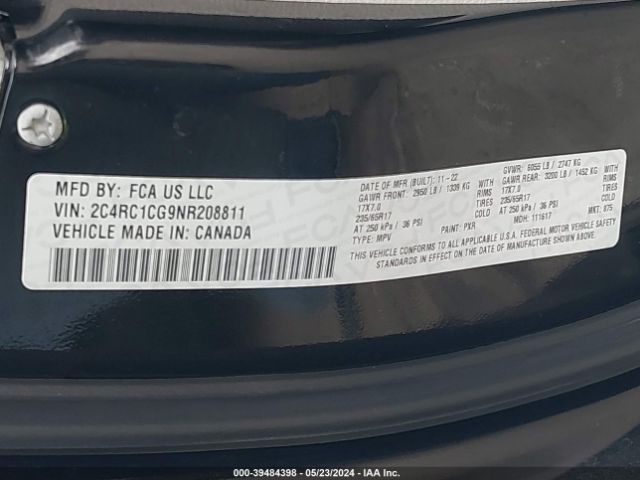 MFD BY: FCA US LLC
VIN: 2C4RC1CG9NR208811
VEHICLE MADE IN: CANADA
DATE OF MFR (BUILT): 11-22
GAWR FRONT: 2950 LB / 1339 KG WITH
17X7.0 RIMS
235/65R17 TIRES
AT 250 kPa / 36 PSI
TYPE: MPV PAINT: PXR
GVWR: 6055 LB / 2747 KG
GAWR REAR: 3200 LB / 1452 KG WITH
17X7.0 RIMS
235/65R17 TIRES
AT 250 kPa / 36 PSI
MDH: 111617 MNT: 875
THIS VEHICLE CONFORMS TO ALL APPLICABLE U.S.A. FEDERAL MOTOR VEHICLE SAFETY
STANDARDS IN EFFECT ON THE DATE OF MANUFACTURE SHOWN ABOVE.
000-39484398 - 05/23/2024 - IAA Inc.